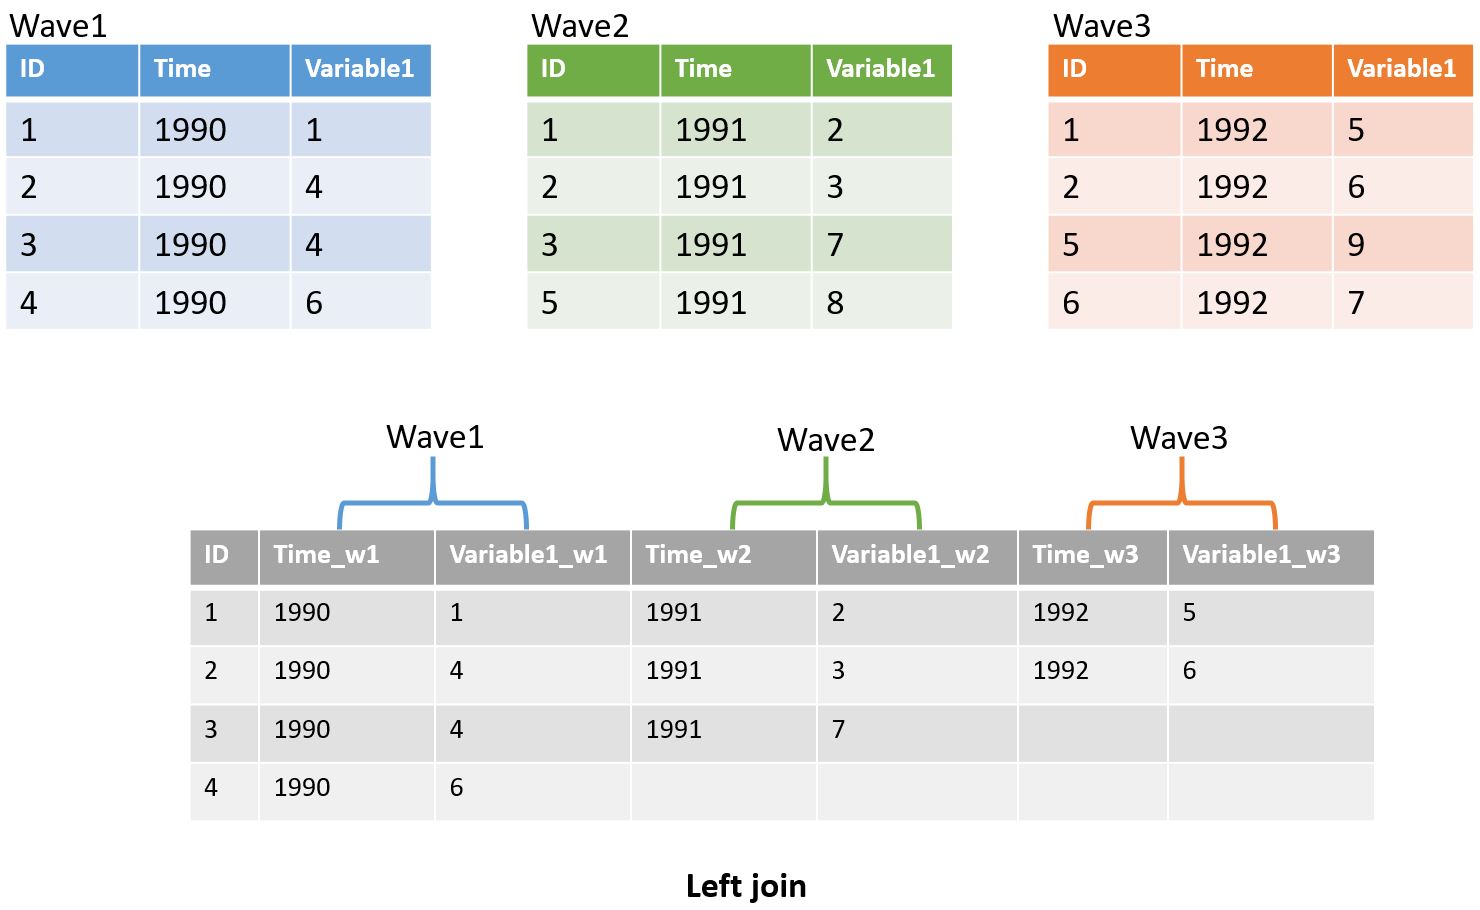 Wave1 Wave2 Wave3
ID Time Variable1 ID Time Variable1 ID Time Variable1
1 1990 1 1 1991 2 1 1992 5
2 1990 4 2 1991 3 2 1992 6
3 1990 4 3 1991 7 5 1992 9
4 1990 6 5 1991 8 6 1992 7
Wave1 Wave2 Wave3
ID Time_w1 Variable1_w1 Time_w2 Variable1_w2 Time_w3 Variable1_w3
1 1990 1 1991 2 1992 5
2 1990 4 1991 3 1992 6
3 1990 4 1991 7
4 1990 6
Left join